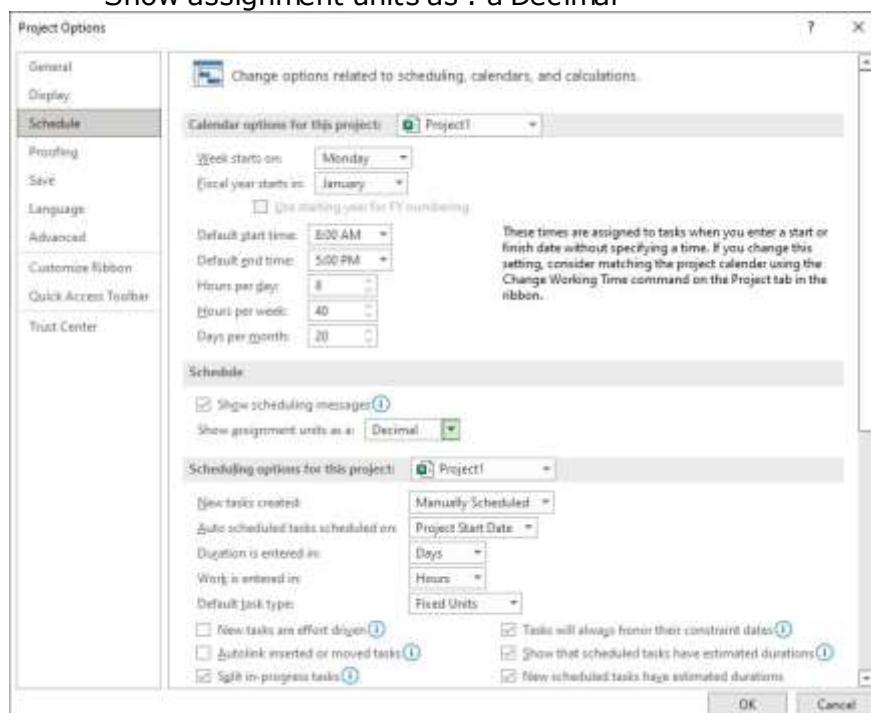 Show assignment units as : a Decimal
Project Options ? ×
General
Display
Schedule
Proofing
Save
Language
Advanced
Customize Ribbon
Quick Access Toolbar
Trust Center
Change options related to scheduling, calendars, and calculations.
Calendar options for this project: Project1
Week starts on: Monday
Fiscal year starts in: January
Use starting year for FY numbering
Default start time: 8:00 AM
Default end time: 5:00 PM
Hours per day: 8
Hours per week: 40
Days per month: 20
These times are assigned to tasks when you enter a start or
finish date without specifying a time. If you change this
setting, consider matching the project calendar using the
Change Working Time command on the Project tab in the
ribbon.
Schedule
Show scheduling messages
Show assignment units as a: Decimal
Scheduling options for this project: Project1
New tasks created: Manually Scheduled
Auto scheduled tasks scheduled on: Project Start Date
Duration is entered in: Days
Work is entered in: Hours
Default task type: Fixed Units
New tasks are effort driven
Autolink inserted or moved tasks
Split in-progress tasks
Tasks will always honor their constraint dates
Show that scheduled tasks have estimated durations
New scheduled tasks have estimated durations
OK Cancel